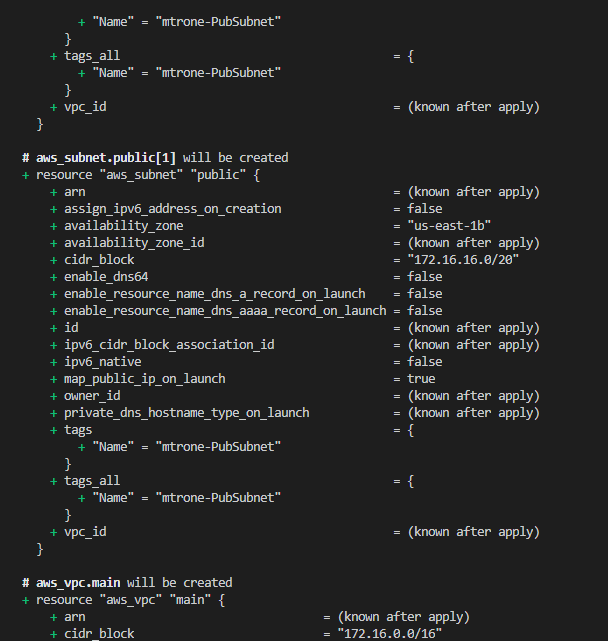 + "Name" = "mtrone-PubSubnet"
}
+ tags_all = {
+ "Name" = "mtrone-PubSubnet"
}
+ vpc_id = (known after apply)
}
# aws_subnet.public[1] will be created
+ resource "aws_subnet" "public" {
+ arn = (known after apply)
+ assign_ipv6_address_on_creation = false
+ availability_zone = "us-east-1b"
+ availability_zone_id = (known after apply)
+ cidr_block = "172.16.16.0/20"
+ enable_dns64 = false
+ enable_resource_name_dns_a_record_on_launch = false
+ enable_resource_name_dns_aaaa_record_on_launch = false
+ id = (known after apply)
+ ipv6_cidr_block_association_id = (known after apply)
+ ipv6_native = false
+ map_public_ip_on_launch = true
+ owner_id = (known after apply)
+ private_dns_hostname_type_on_launch = (known after apply)
+ tags = {
+ "Name" = "mtrone-PubSubnet"
}
+ tags_all = {
+ "Name" = "mtrone-PubSubnet"
}
+ vpc_id = (known after apply)
}
# aws_vpc.main will be created
+ resource "aws_vpc" "main" {
+ arn = (known after apply)
+ cidr_block = "172.16.0.0/16"